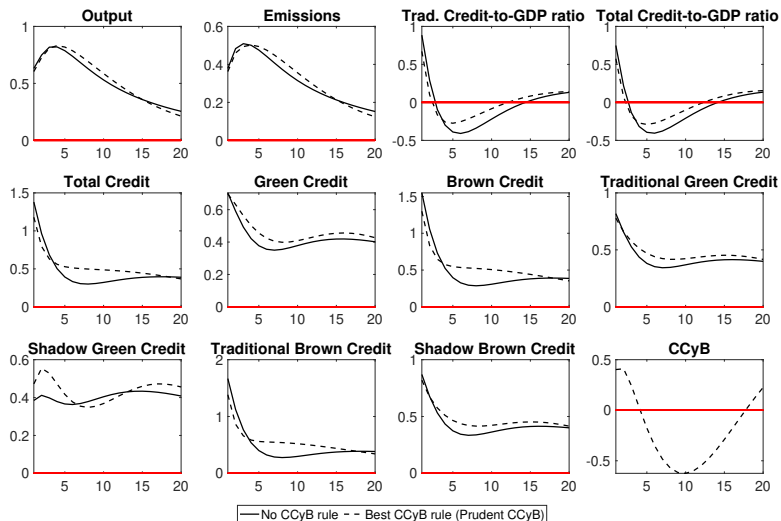 Output
Emissions
Trad. Credit-to-GDP ratio
Total Credit-to-GDP ratio
1
0.5
0
5 10 15 20
0.6
0.4
0.2
0
5 10 15 20
1
0.5
0
-0.5
5 10 15 20
1
0.5
0
-0.5
5 10 15 20
Total Credit
Green Credit
Brown Credit
Traditional Green Credit
1.5
1
0.5
0
5 10 15 20
0.6
0.4
0.2
0
5 10 15 20
1.5
1
0.5
0
5 10 15 20
1
0.5
0
5 10 15 20
Shadow Green Credit
Traditional Brown Credit
Shadow Brown Credit
CCyB
0.6
0.4
0.2
0
5 10 15 20
2
1
0
5 10 15 20
1
0.5
0
5 10 15 20
0.5
0
-0.5
5 10 15 20
No CCyB rule
Best CCyB rule (Prudent CCyB)